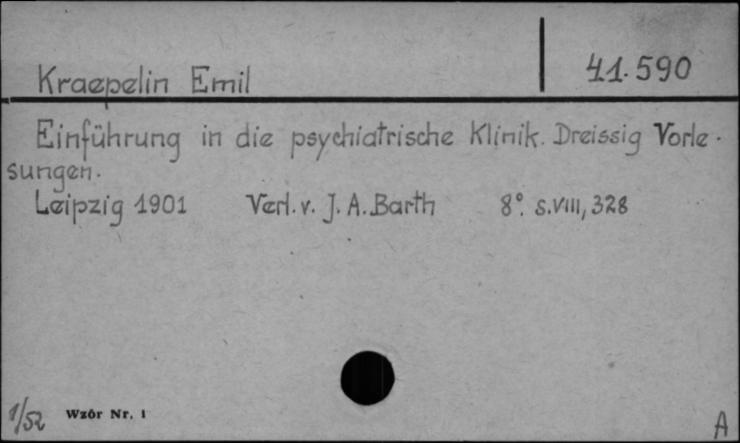 Kraepelin Emil 41.590
Einführung in die psychiatrische Klinik. Dreissig Vorle-
sungen.
Leipzig 1901 Verl. v. J. A. Barth 8°. S.VIII, 328
1/52 Wzór Nr. 1 A